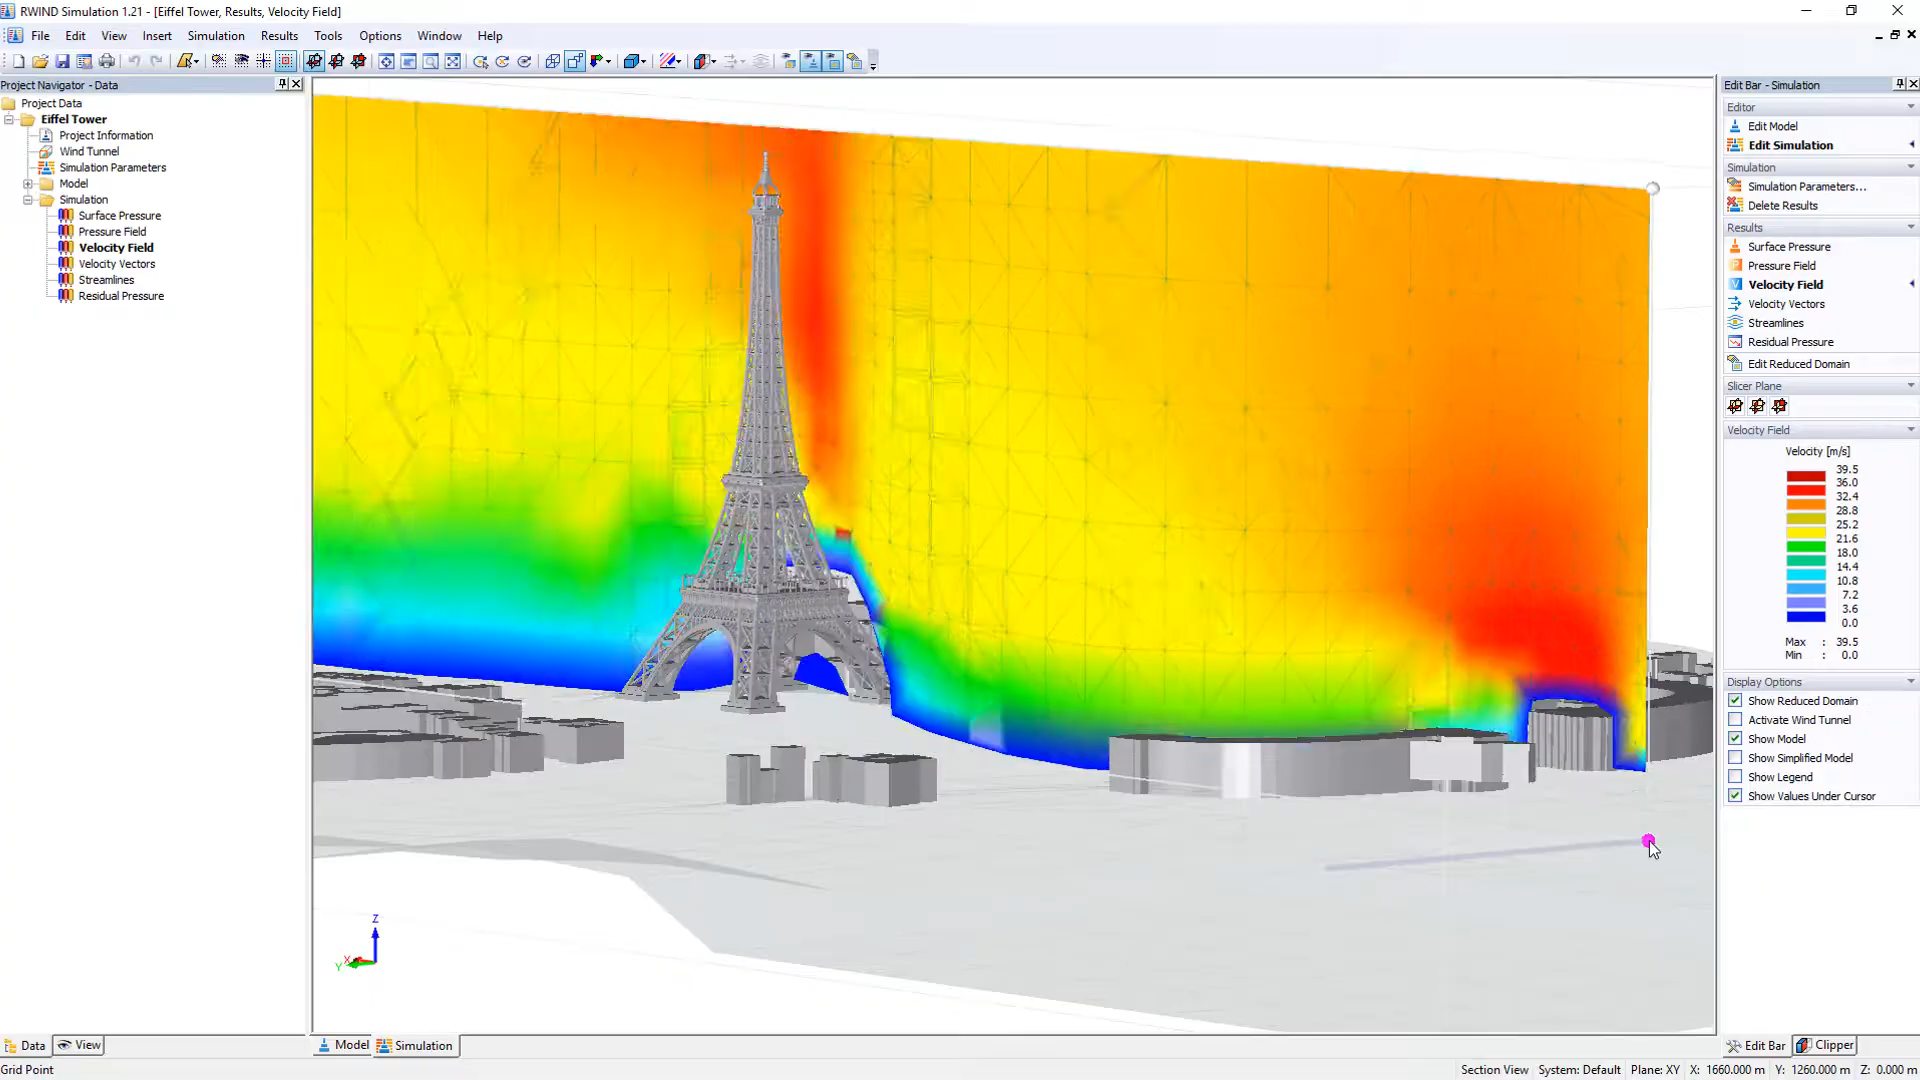 RWIND Simulation 1.21 - [Eiffel Tower, Results, Velocity Field]
File Edit View Insert Simulation Results Tools Options Window Help
Project Navigator - Data
Project Data
Eiffel Tower
Project Information
Wind Tunnel
Simulation Parameters
Model
Simulation
Surface Pressure
Pressure Field
Velocity Field
Velocity Vectors
Streamlines
Residual Pressure
Z
X
Y
Edit Bar - Simulation
Editor
Edit Model
Edit Simulation
Simulation
Simulation Parameters...
Delete Results
Results
Surface Pressure
Pressure Field
Velocity Field
Velocity Vectors
Streamlines
Residual Pressure
Edit Reduced Domain
Slicer Plane
Velocity Field
Velocity [m/s]
39.5
36.0
32.4
28.8
25.2
21.6
18.0
14.4
10.8
7.2
3.6
0.0
Max : 39.5
Min : 0.0
Display Options
Show Reduced Domain
Activate Wind Tunnel
Show Model
Show Simplified Model
Show Legend
Show Values Under Cursor
Data View
Model Simulation
Edit Bar Clipper
Grid Point
Section View System: Default Plane: XY X: 1660.000 m Y: 1260.000 m Z: 0.000 m